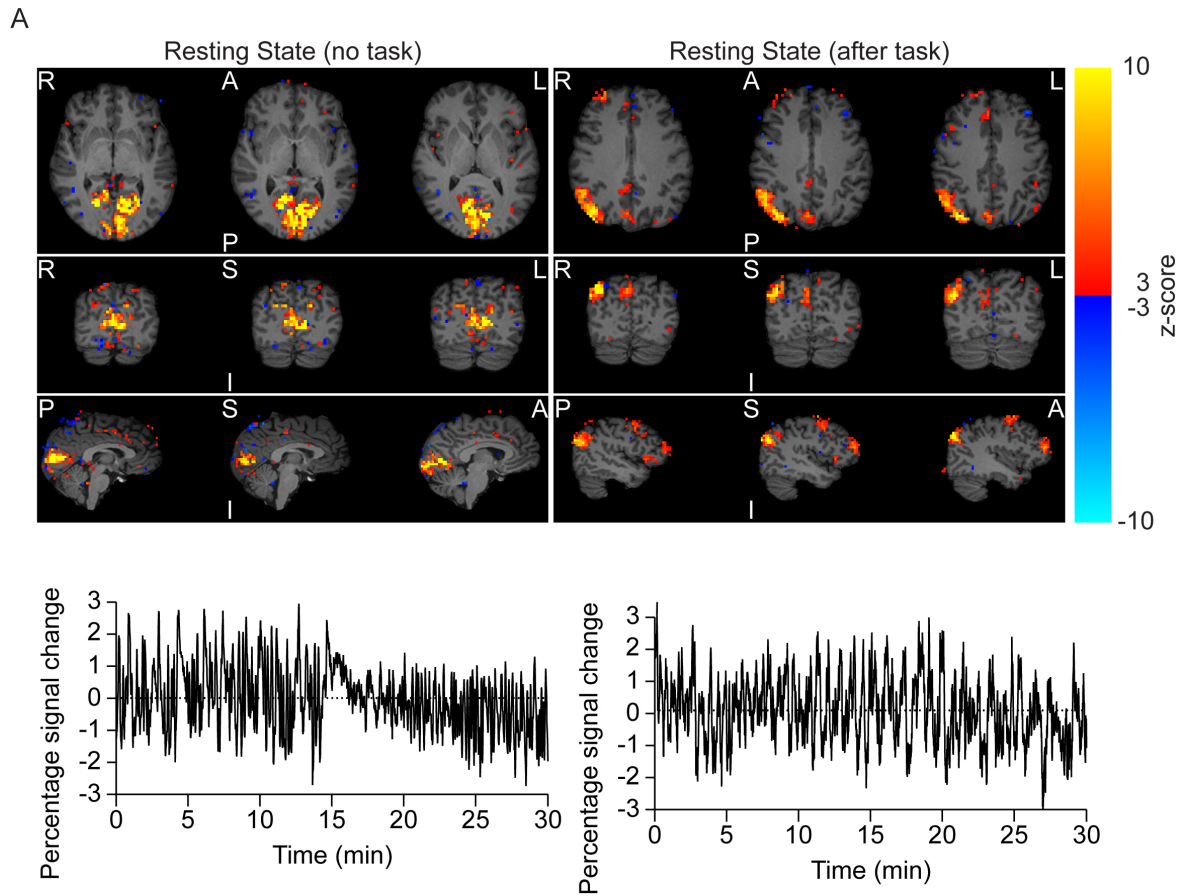 A
Resting State (no task)
Resting State (after task)
R A L
R A L
P
P
R S L
R S L
I
I
P S A
P S A
I
I
10
3
-3
-10
z-score
Percentage signal change
3
2
1
0
-1
-2
-3
0 5 10 15 20 25 30
Time (min)
Percentage signal change
3
2
1
0
-1
-2
-3
0 5 10 15 20 25 30
Time (min)